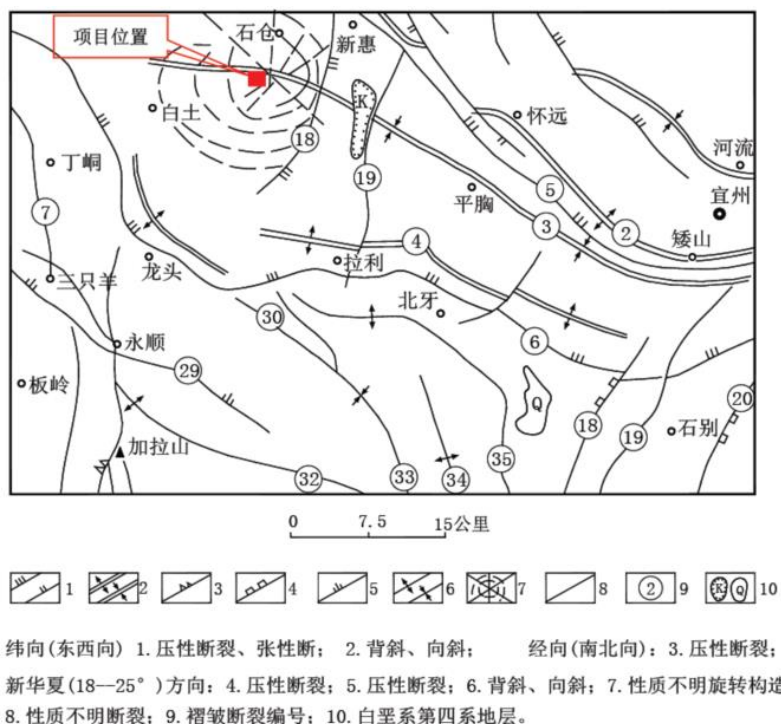 项目位置
石仓
新惠
K
白土
18
怀远
河流
丁峒
19
5
宜州
7
平胸
3
2
矮山
4
拉利
龙头
三只羊
北牙
30
6
永顺
29
板岭
Q
20
加拉山
18
19
石别
32
33
34
35
0 7.5 15公里
1 2 3 4 5 6 7 8 ② 9 K Q 10
纬向(东西向) 1.压性断裂、张性断; 2.背斜、向斜; 经向(南北向): 3.压性断裂;
新华夏(18--25°)方向: 4.压性断裂; 5.压性断裂; 6.背斜、向斜; 7.性质不明旋转构造
8.性质不明断裂; 9.褶皱断裂编号; 10.白垩系第四系地层。